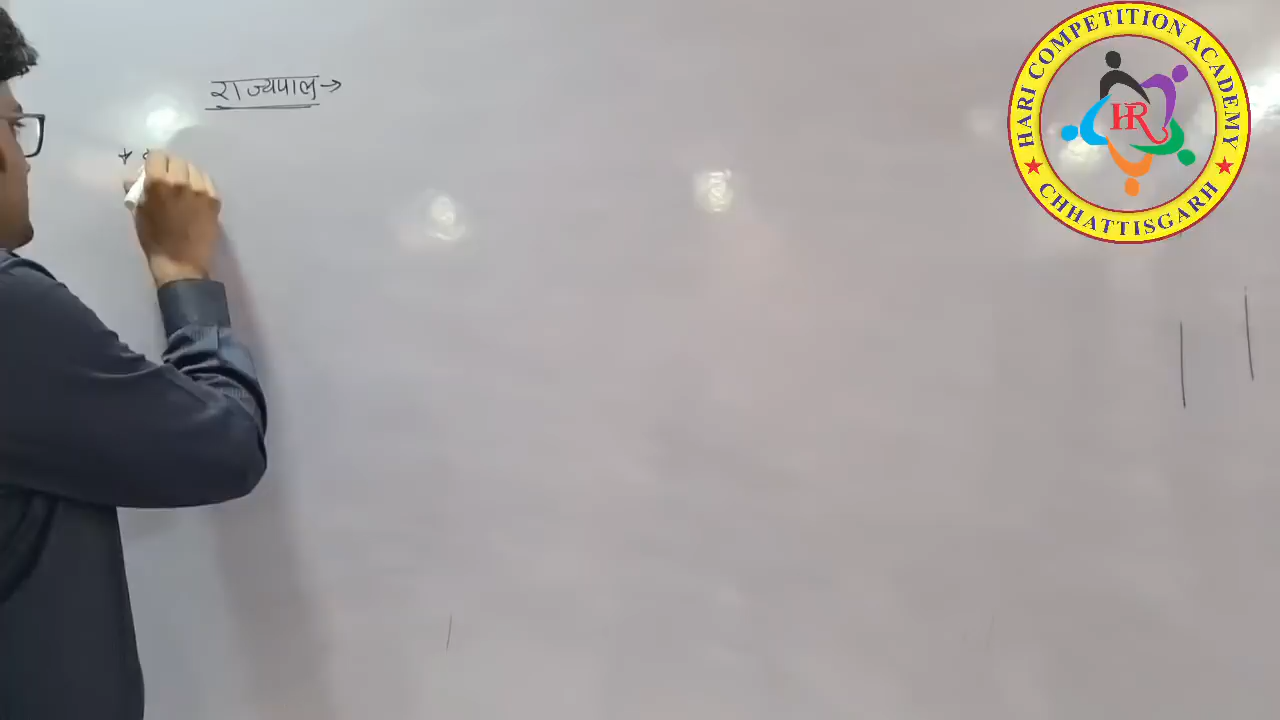 राज्यपाल →
HARI COMPETITION ACADEMY
HR
CHHATTISGARH